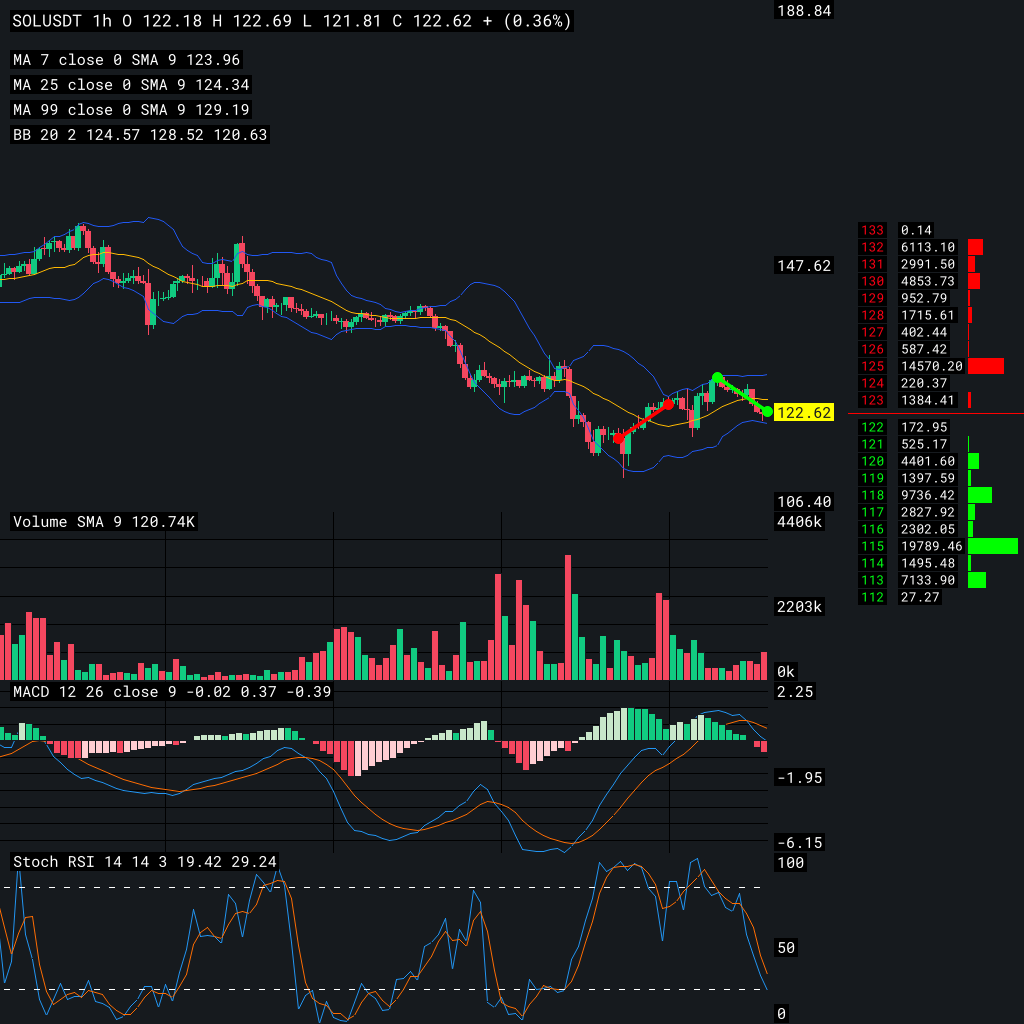 SOLUSDT 1h O 122.18 H 122.69 L 121.81 C 122.62 + (0.36%)
188.84
MA 7 close 0 SMA 9 123.96
MA 25 close 0 SMA 9 124.34
MA 99 close 0 SMA 9 129.19
BB 20 2 124.57 128.52 120.63
147.62
122.62
106.40
133 0.14
132 6113.10
131 2991.50
130 4853.73
129 952.79
128 1715.61
127 402.44
126 587.42
125 14570.20
124 220.37
123 1384.41
122 172.95
121 525.17
120 4401.60
119 1397.59
118 9736.42
117 2827.92
116 2302.05
115 19789.46
114 1495.48
113 7133.90
112 27.27
Volume SMA 9 120.74K
4406k
2203k
0k
MACD 12 26 close 9 -0.02 0.37 -0.39
2.25
-1.95
-6.15
Stoch RSI 14 14 3 19.42 29.24
100
50
0